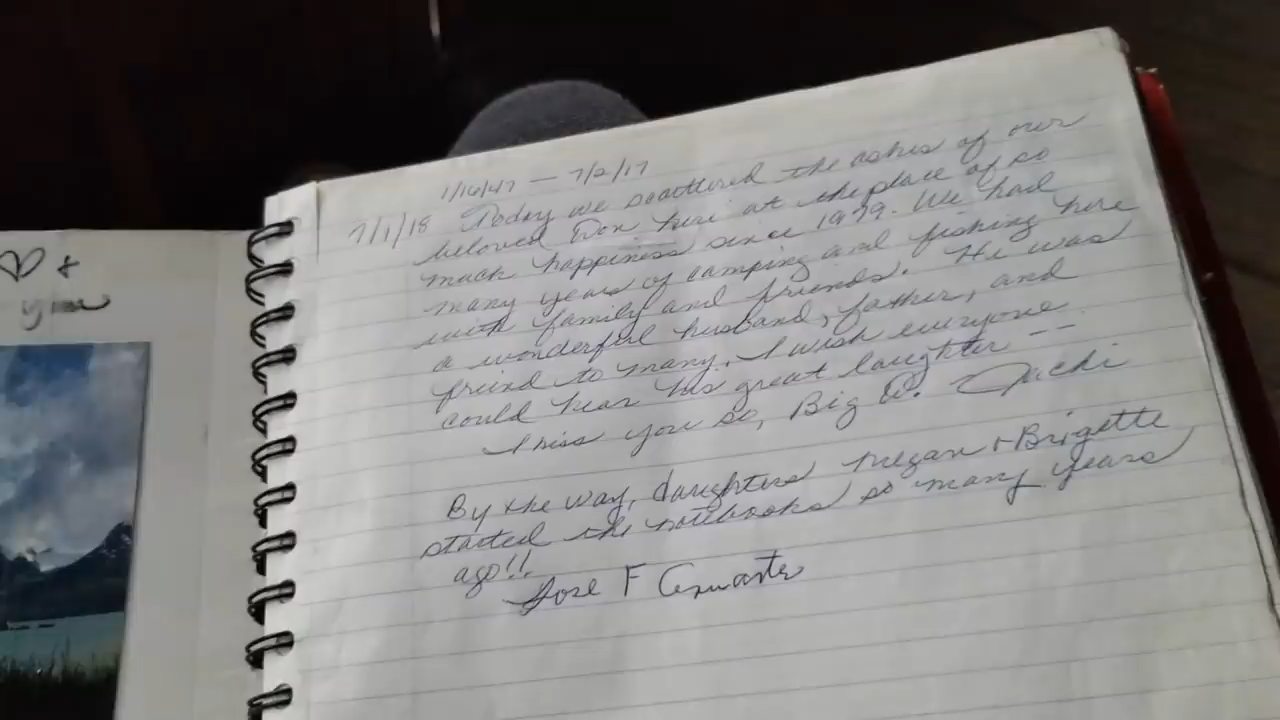 you
1/16/47 — 7/2/17
7/1/18 Today we scattered the ashes of our
beloved Don here at the place of so
much happiness since 1979. We had
many years of camping and fishing here
with family and friends. He was
a wonderful husband, father, and
friend to many. I wish everyone
could hear his great laughter --
I miss you so, Big D. Juchi
By the way, daughters Megan + Brigette
started the notebooks so many years
ago!!
Jose F